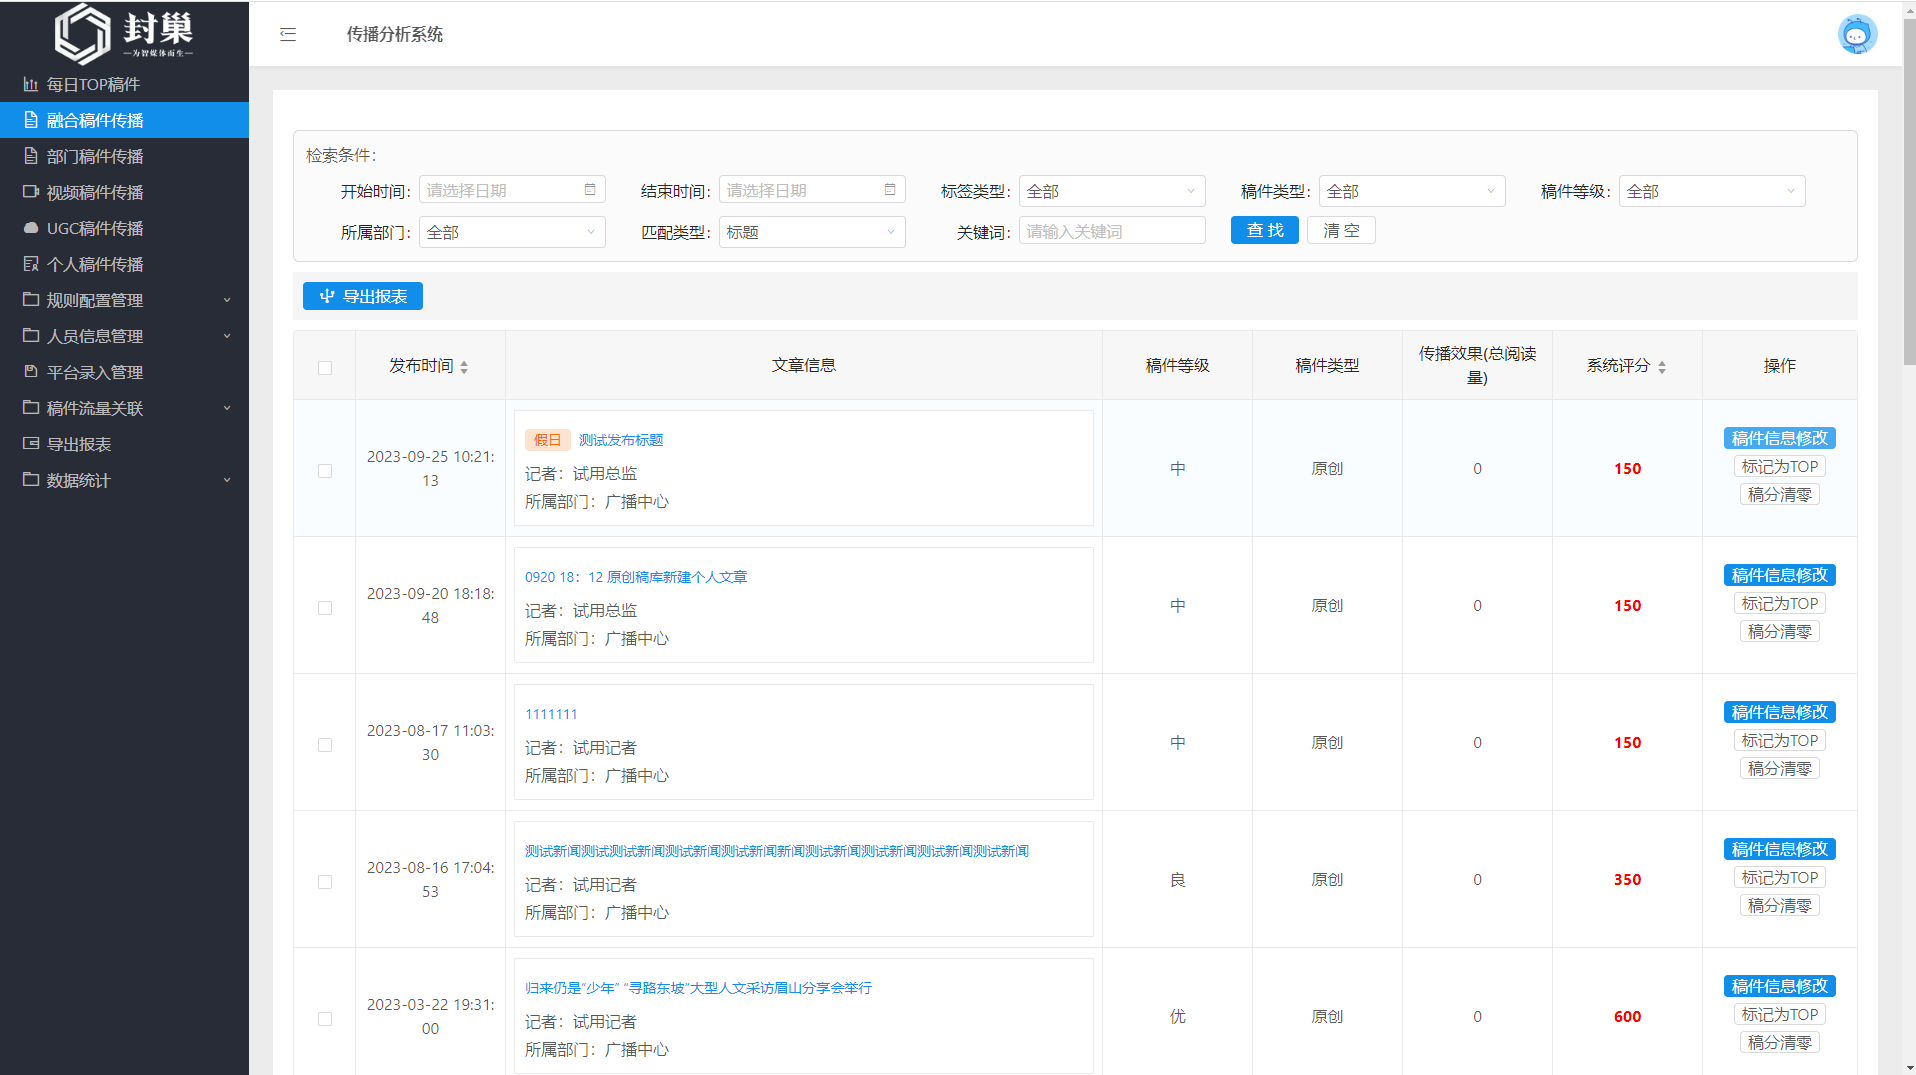 封巢
—为智媒体而生—
每日TOP稿件
融合稿件传播
部门稿件传播
视频稿件传播
UGC稿件传播
个人稿件传播
规则配置管理
人员信息管理
平台录入管理
稿件流量关联
导出报表
数据统计
传播分析系统
检索条件:
开始时间: 请选择日期 结束时间: 请选择日期 标签类型: 全部 稿件类型: 全部 稿件等级: 全部
所属部门: 全部 匹配类型: 标题 关键词: 请输入关键词 查 找 清 空
导出报表
发布时间 文章信息 稿件等级 稿件类型 传播效果(总阅读量) 系统评分 操作
2023-09-25 10:21:13
假日 测试发布标题
记者：试用总监
所属部门：广播中心
中 原创 0 150
稿件信息修改
标记为TOP
稿分清零
2023-09-20 18:18:48
0920 18：12 原创稿库新建个人文章
记者：试用总监
所属部门：广播中心
中 原创 0 150
稿件信息修改
标记为TOP
稿分清零
2023-08-17 11:03:30
1111111
记者：试用记者
所属部门：广播中心
中 原创 0 150
稿件信息修改
标记为TOP
稿分清零
2023-08-16 17:04:53
测试新闻测试测试新闻测试新闻测试新闻新闻测试新闻测试新闻测试新闻测试新闻
记者：试用记者
所属部门：广播中心
良 原创 0 350
稿件信息修改
标记为TOP
稿分清零
2023-03-22 19:31:00
归来仍是“少年” “寻路东坡”大型人文采访眉山分享会举行
记者：试用记者
所属部门：广播中心
优 原创 0 600
稿件信息修改
标记为TOP
稿分清零